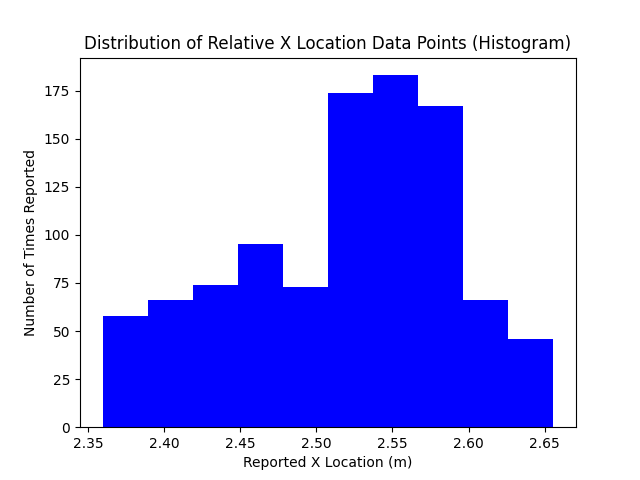 Distribution of Relative X Location Data Points (Histogram)
Number of Times Reported
175
150
125
100
75
50
25
0
2.35 2.40 2.45 2.50 2.55 2.60 2.65
Reported X Location (m)